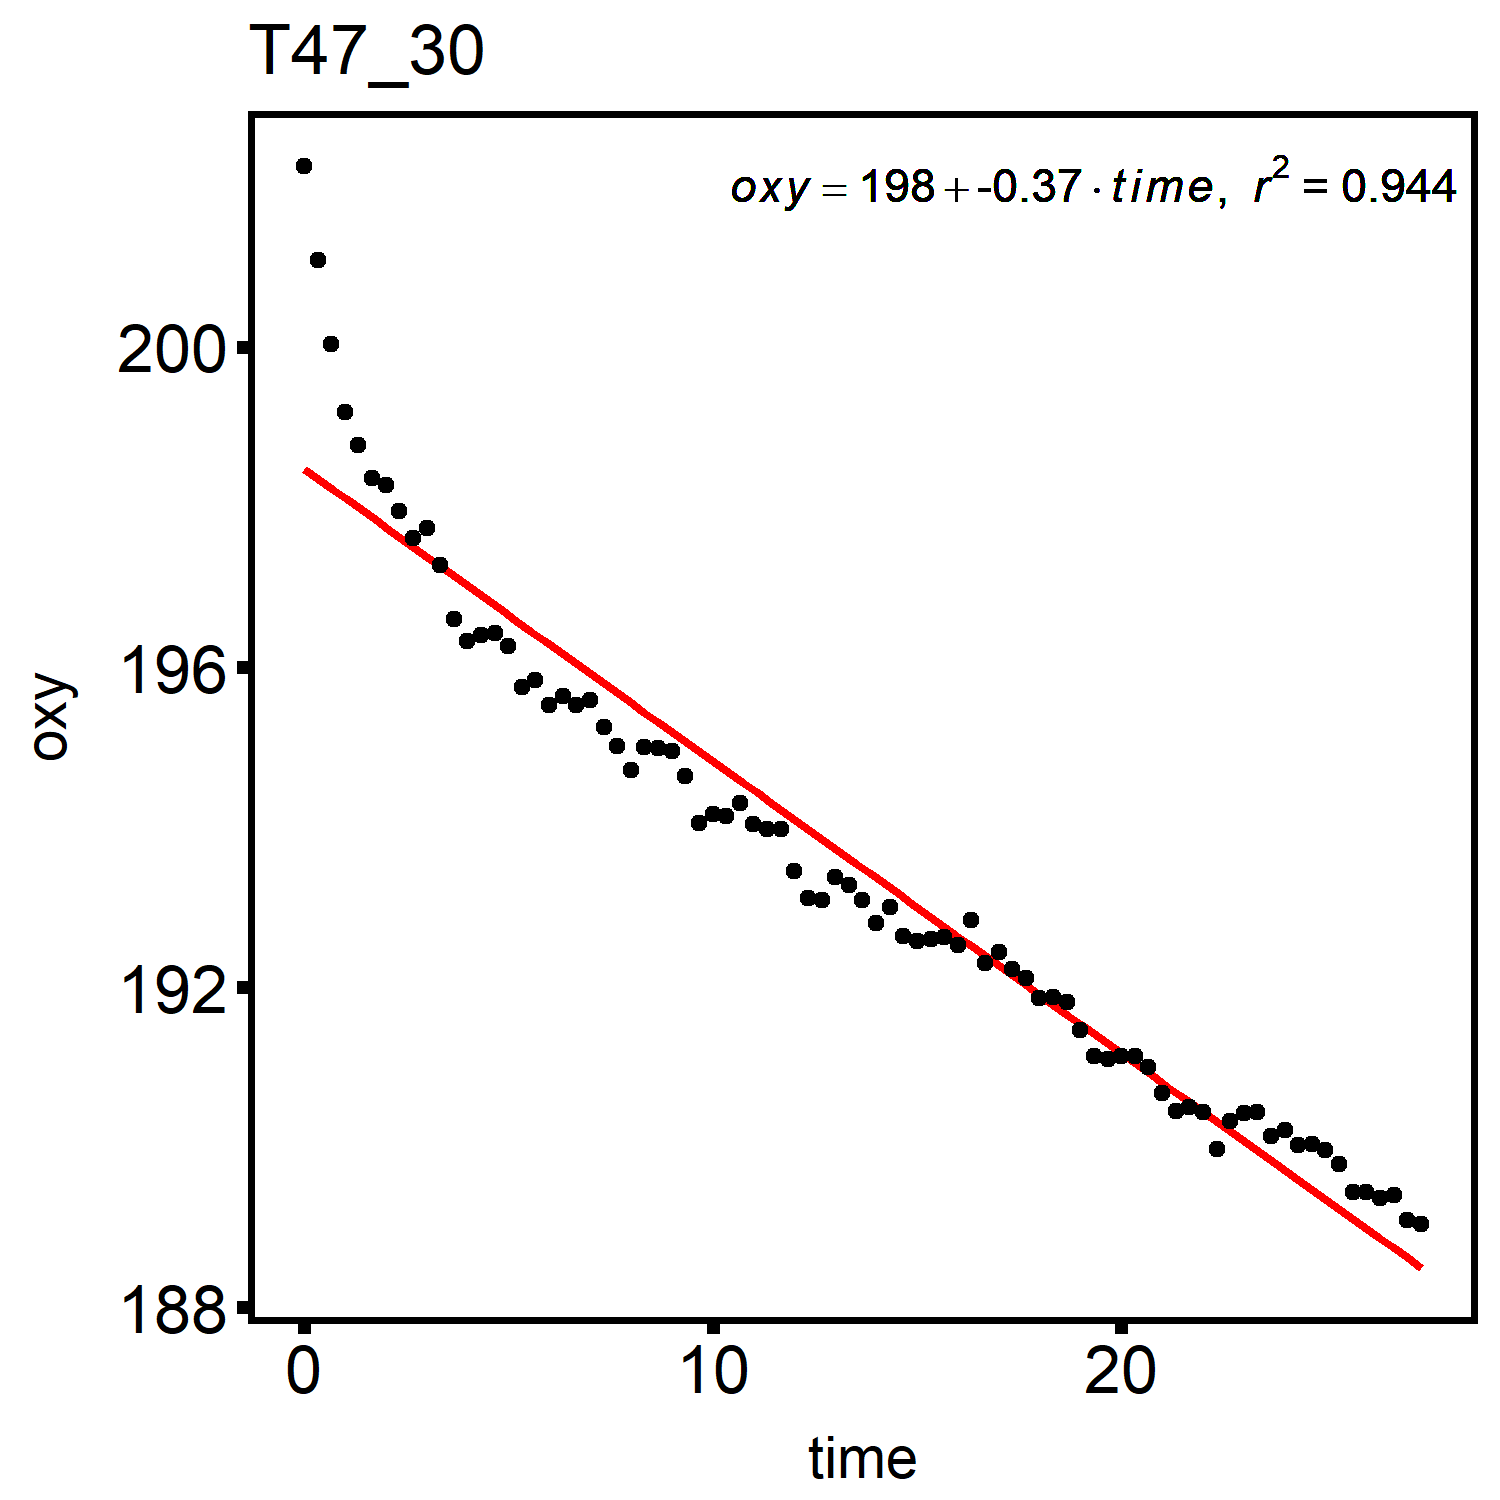 T47_30
oxy = 198 + -0.37 · time, r² = 0.944
200
196
192
188
oxy
0 10 20
time